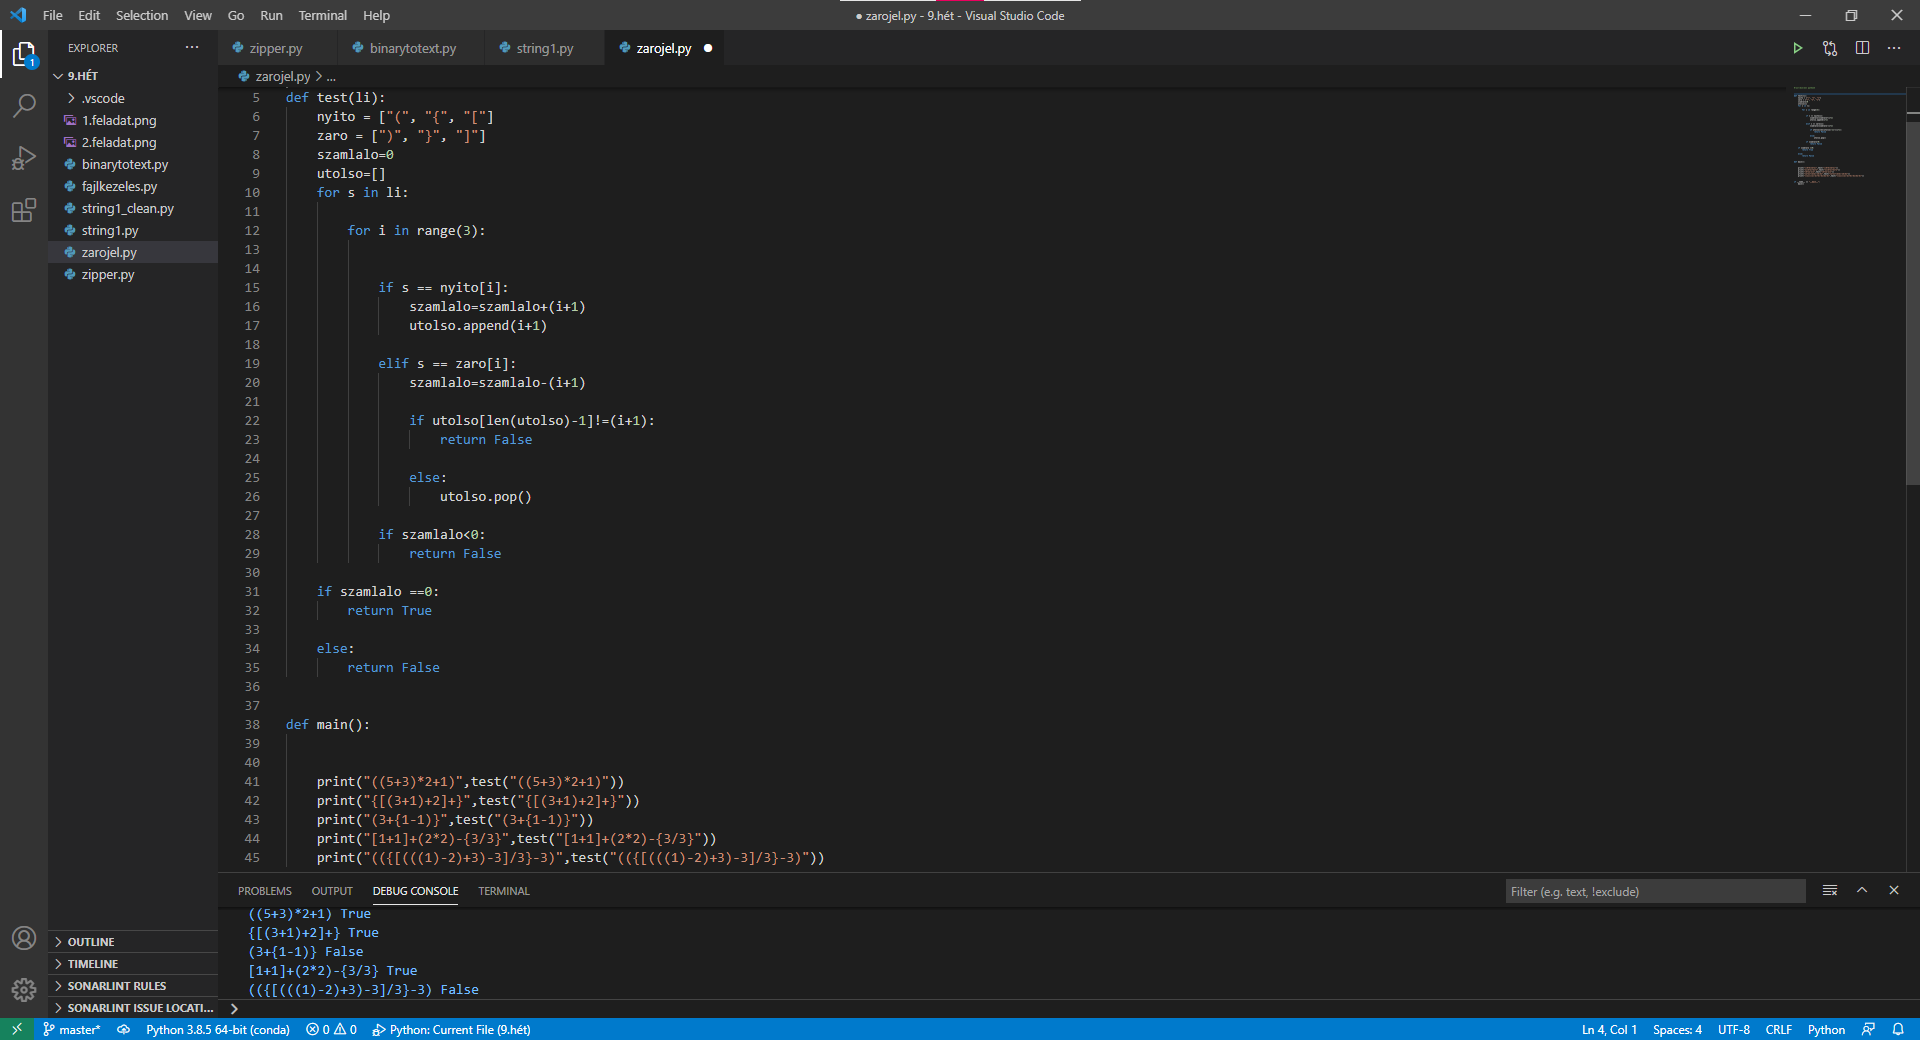 File Edit Selection View Go Run Terminal Help
● zarojel.py - 9.hét - Visual Studio Code
EXPLORER
zipper.py
binarytotext.py
string1.py
zarojel.py ●
9.HÉT
.vscode
1.feladat.png
2.feladat.png
binarytotext.py
fajlkezeles.py
string1_clean.py
string1.py
zarojel.py
zipper.py
OUTLINE
TIMELINE
SONARLINT RULES
SONARLINT ISSUE LOCATI...
zarojel.py > ...
5 def test(li):
6     nyito = ["(", "{", "["]
7     zaro = [")", "}", "]"]
8     szamlalo=0
9     utolso=[]
10     for s in li:
11
12         for i in range(3):
13
14
15             if s == nyito[i]:
16                 szamlalo=szamlalo+(i+1)
17                 utolso.append(i+1)
18
19             elif s == zaro[i]:
20                 szamlalo=szamlalo-(i+1)
21
22                 if utolso[len(utolso)-1]!=(i+1):
23                     return False
24
25                 else:
26                     utolso.pop()
27
28             if szamlalo<0:
29                 return False
30
31     if szamlalo ==0:
32         return True
33
34     else:
35         return False
36
37
38 def main():
39
40
41     print("((5+3)*2+1)",test("((5+3)*2+1)"))
42     print("{[(3+1)+2]+}",test("{[(3+1)+2]+}"))
43     print("(3+{1-1)}",test("(3+{1-1)}"))
44     print("[1+1]+(2*2)-{3/3}",test("[1+1]+(2*2)-{3/3}"))
45     print("(({[(((1)-2)+3)-3]/3}-3)",test("(({[(((1)-2)+3)-3]/3}-3)"))
PROBLEMS OUTPUT DEBUG CONSOLE TERMINAL
Filter (e.g. text, !exclude)
((5+3)*2+1) True
{[(3+1)+2]+} True
(3+{1-1)} False
[1+1]+(2*2)-{3/3} True
(({[(((1)-2)+3)-3]/3}-3) False
master* Python 3.8.5 64-bit (conda) 0 0 Python: Current File (9.hét)
Ln 4, Col 1 Spaces: 4 UTF-8 CRLF Python